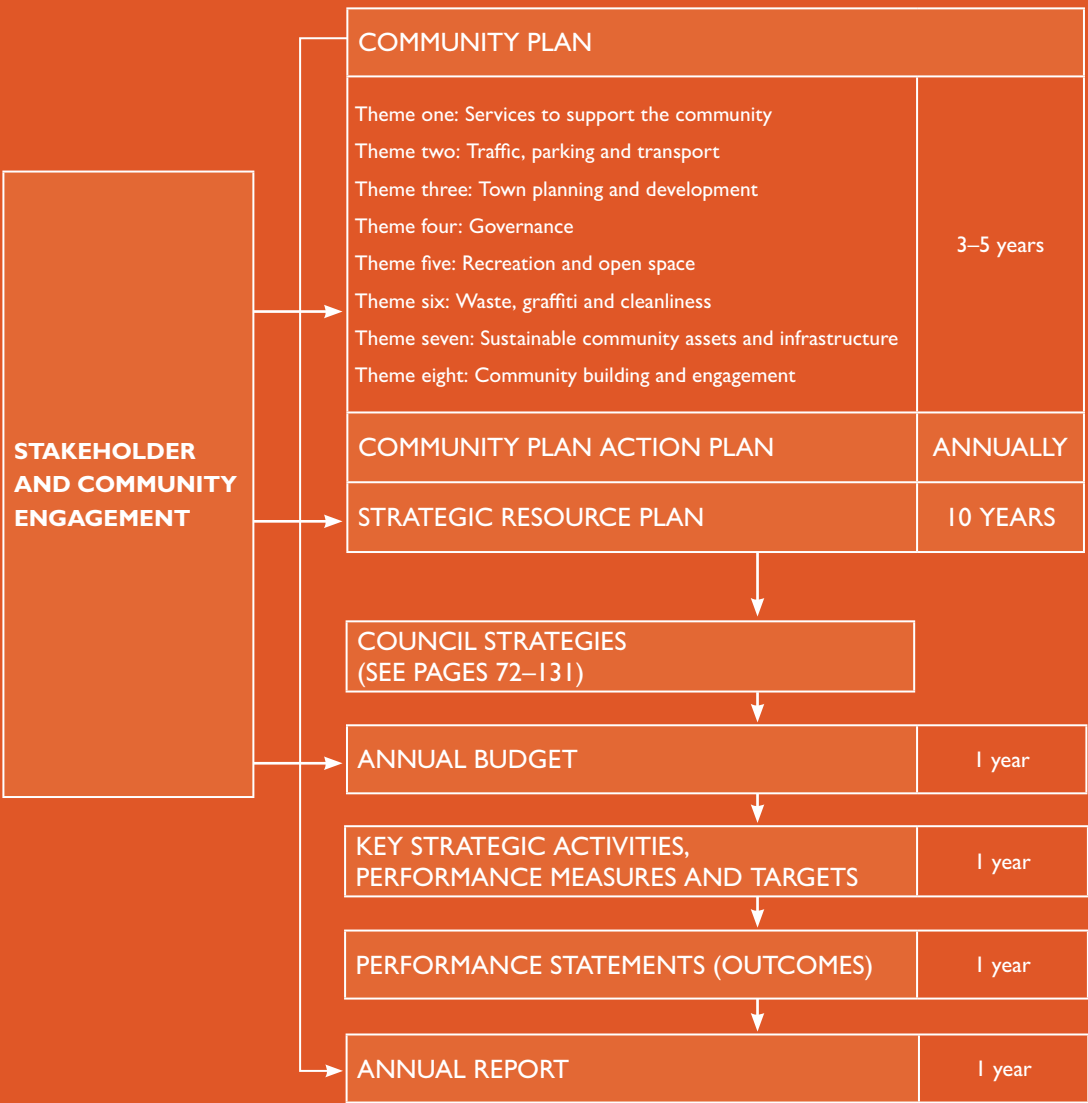 COMMUNITY PLAN
Theme one: Services to support the community
Theme two: Traffic, parking and transport
Theme three: Town planning and development
Theme four: Governance
Theme five: Recreation and open space
Theme six: Waste, graffiti and cleanliness
Theme seven: Sustainable community assets and infrastructure
Theme eight: Community building and engagement
3–5 years
STAKEHOLDER
AND COMMUNITY
ENGAGEMENT
COMMUNITY PLAN ACTION PLAN
ANNUALLY
STRATEGIC RESOURCE PLAN
10 YEARS
COUNCIL STRATEGIES
(SEE PAGES 72–131)
ANNUAL BUDGET
1 year
KEY STRATEGIC ACTIVITIES,
PERFORMANCE MEASURES AND TARGETS
1 year
PERFORMANCE STATEMENTS (OUTCOMES)
1 year
ANNUAL REPORT
1 year